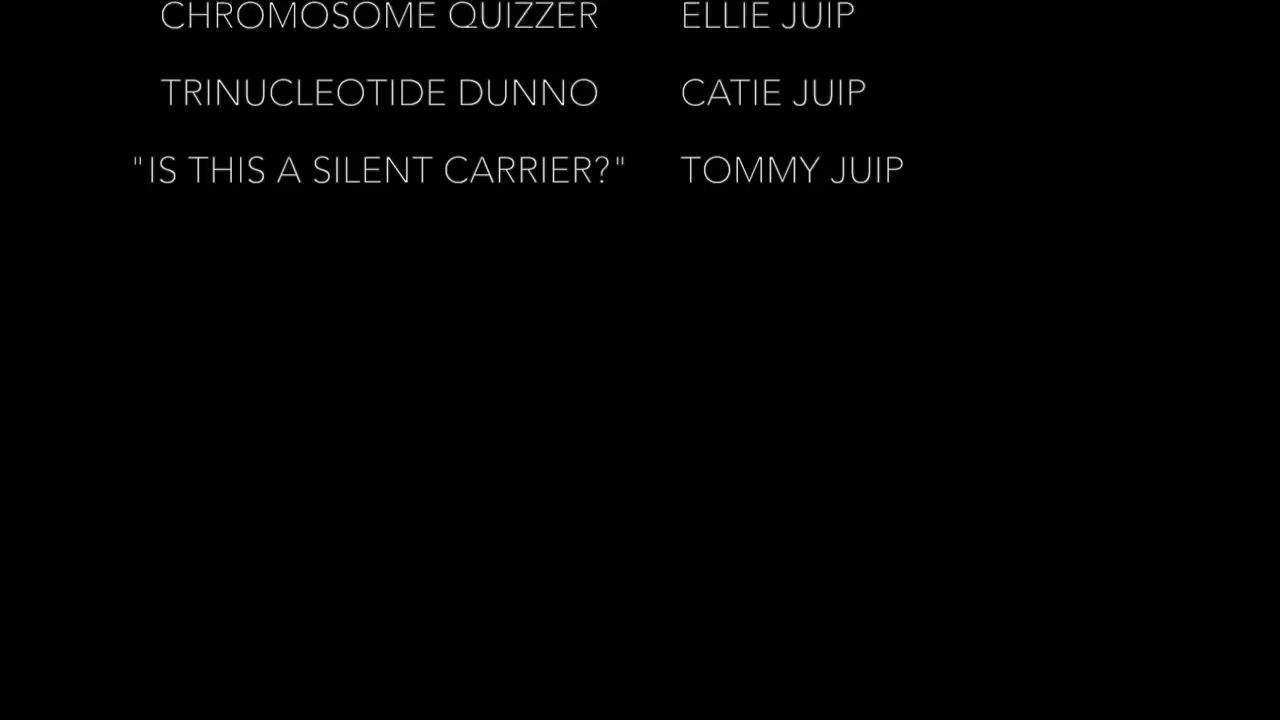 CHROMOSOME QUIZZER ELLIE JUIP
TRINUCLEOTIDE DUNNO CATIE JUIP
"IS THIS A SILENT CARRIER?" TOMMY JUIP